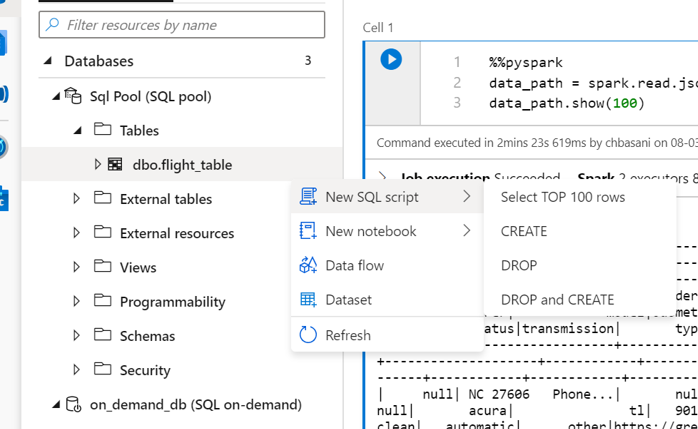 Filter resources by name
Databases 3
Sql Pool (SQL pool)
Tables
dbo.flight_table
External tables
External resources
Views
Programmability
Schemas
Security
on_demand_db (SQL on-demand)
New SQL script
New notebook
Data flow
Dataset
Refresh
Select TOP 100 rows
CREATE
DROP
DROP and CREATE
Cell 1
1 %%pyspark
2 data_path = spark.read.jso
3 data_path.show(100)
Command executed in 2mins 23s 619ms by chbasani on 08-03
Job execution Succeeded Spark 2 executors 8
atus|transmission| typ
+--------------------+-----------+--------
------+------------+--------------+--------
| null| NC 27606 Phone...| nul
null| acura| tl| 901
clean| automatic| other|https://gre